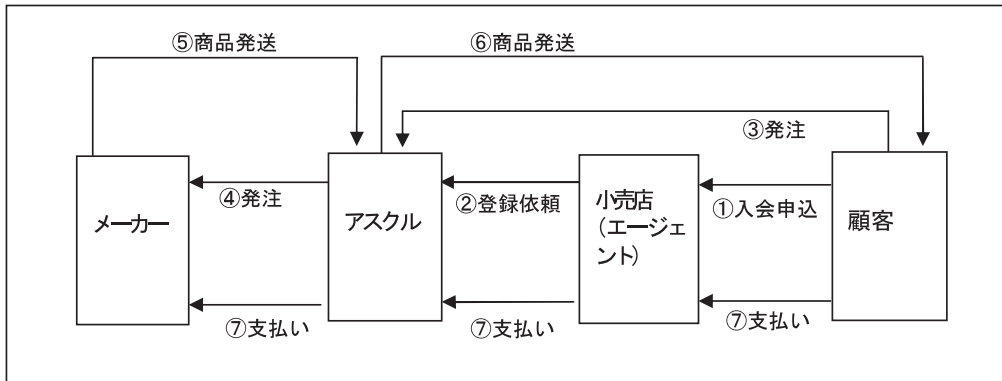 ⑤商品発送
⑥商品発送
③発注
メーカー
④発注
アスクル
②登録依頼
小売店
(エージェ
ント)
①入会申込
顧客
⑦支払い
⑦支払い
⑦支払い